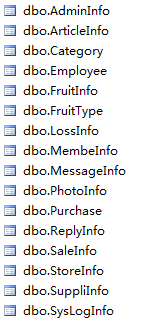 dbo.AdminInfo
dbo.ArticleInfo
dbo.Category
dbo.Employee
dbo.FruitInfo
dbo.FruitType
dbo.LossInfo
dbo.MembeInfo
dbo.MessageInfo
dbo.PhotoInfo
dbo.Purchase
dbo.ReplyInfo
dbo.SaleInfo
dbo.StoreInfo
dbo.SuppliInfo
dbo.SysLogInfo